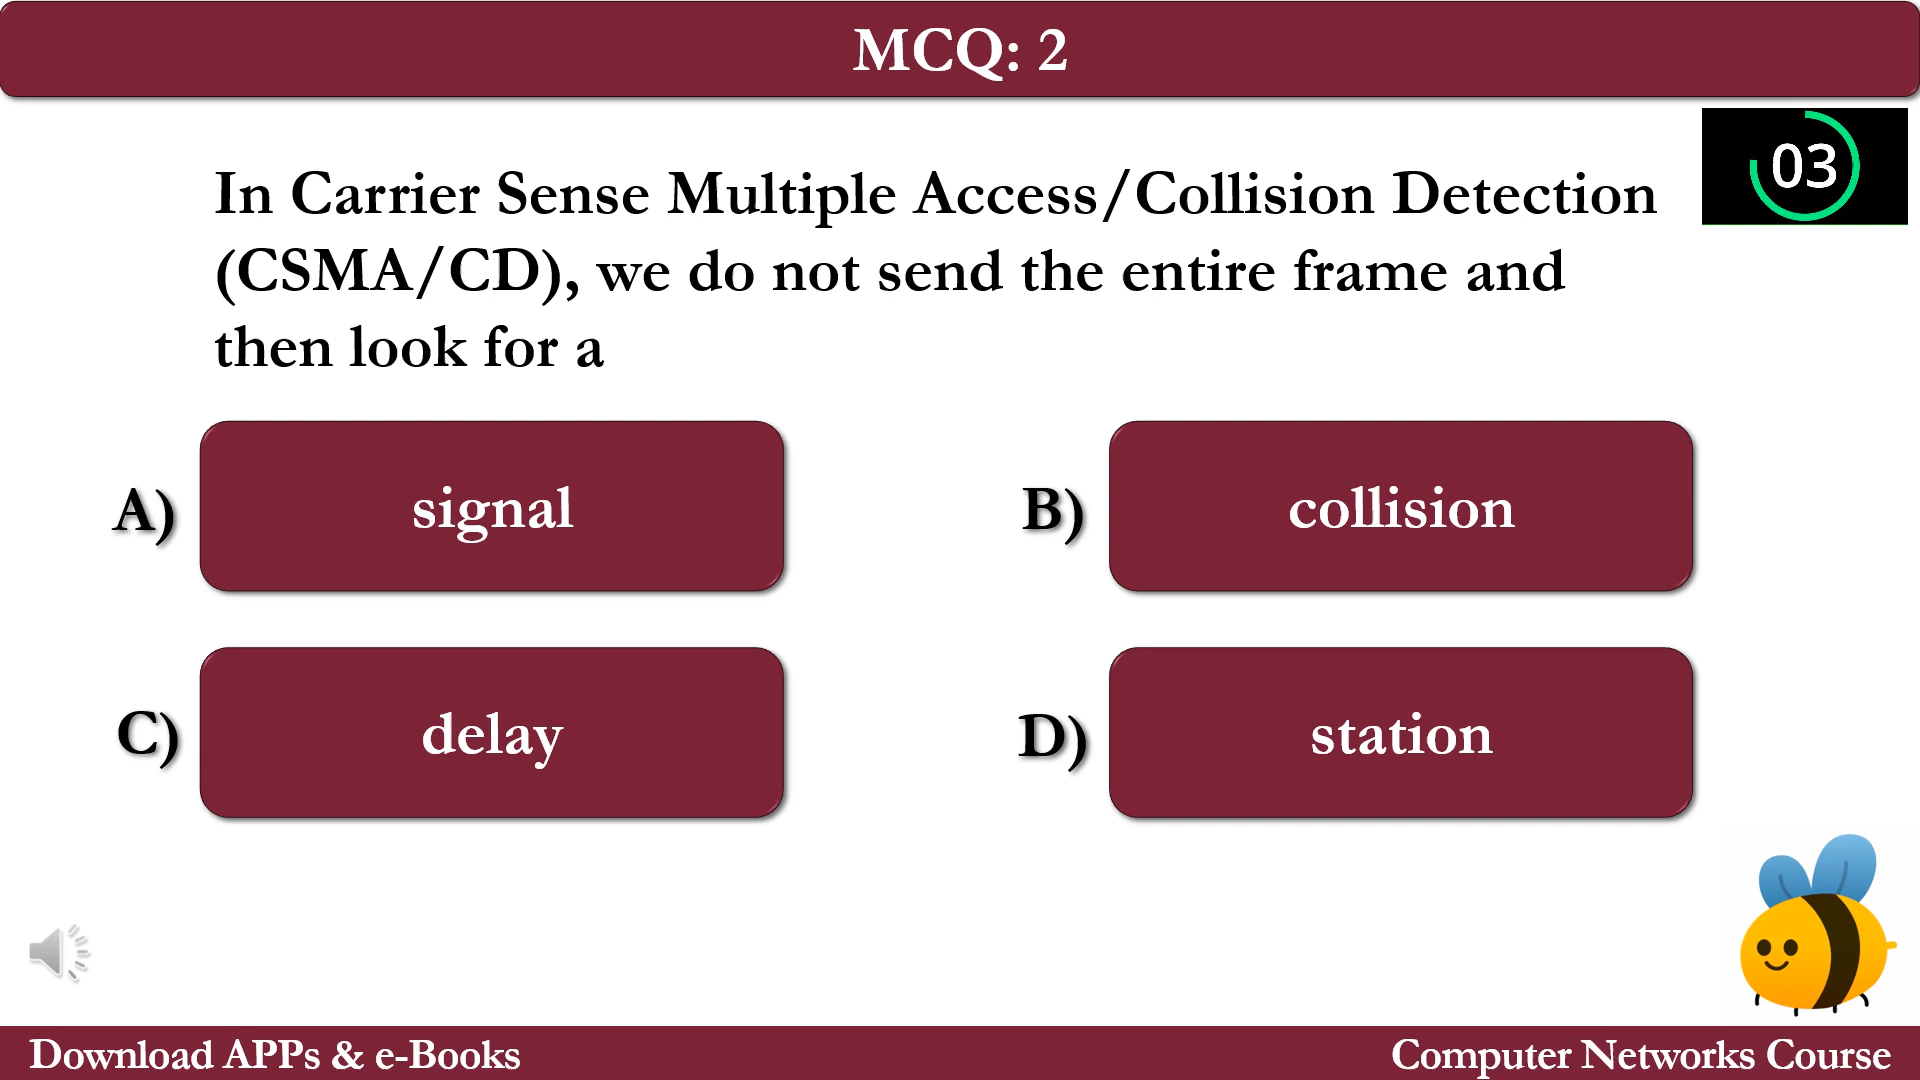 MCQ: 2
03
In Carrier Sense Multiple Access/Collision Detection
(CSMA/CD), we do not send the entire frame and
then look for a
A) signal
B) collision
C) delay
D) station
Download APPs & e-Books
Computer Networks Course